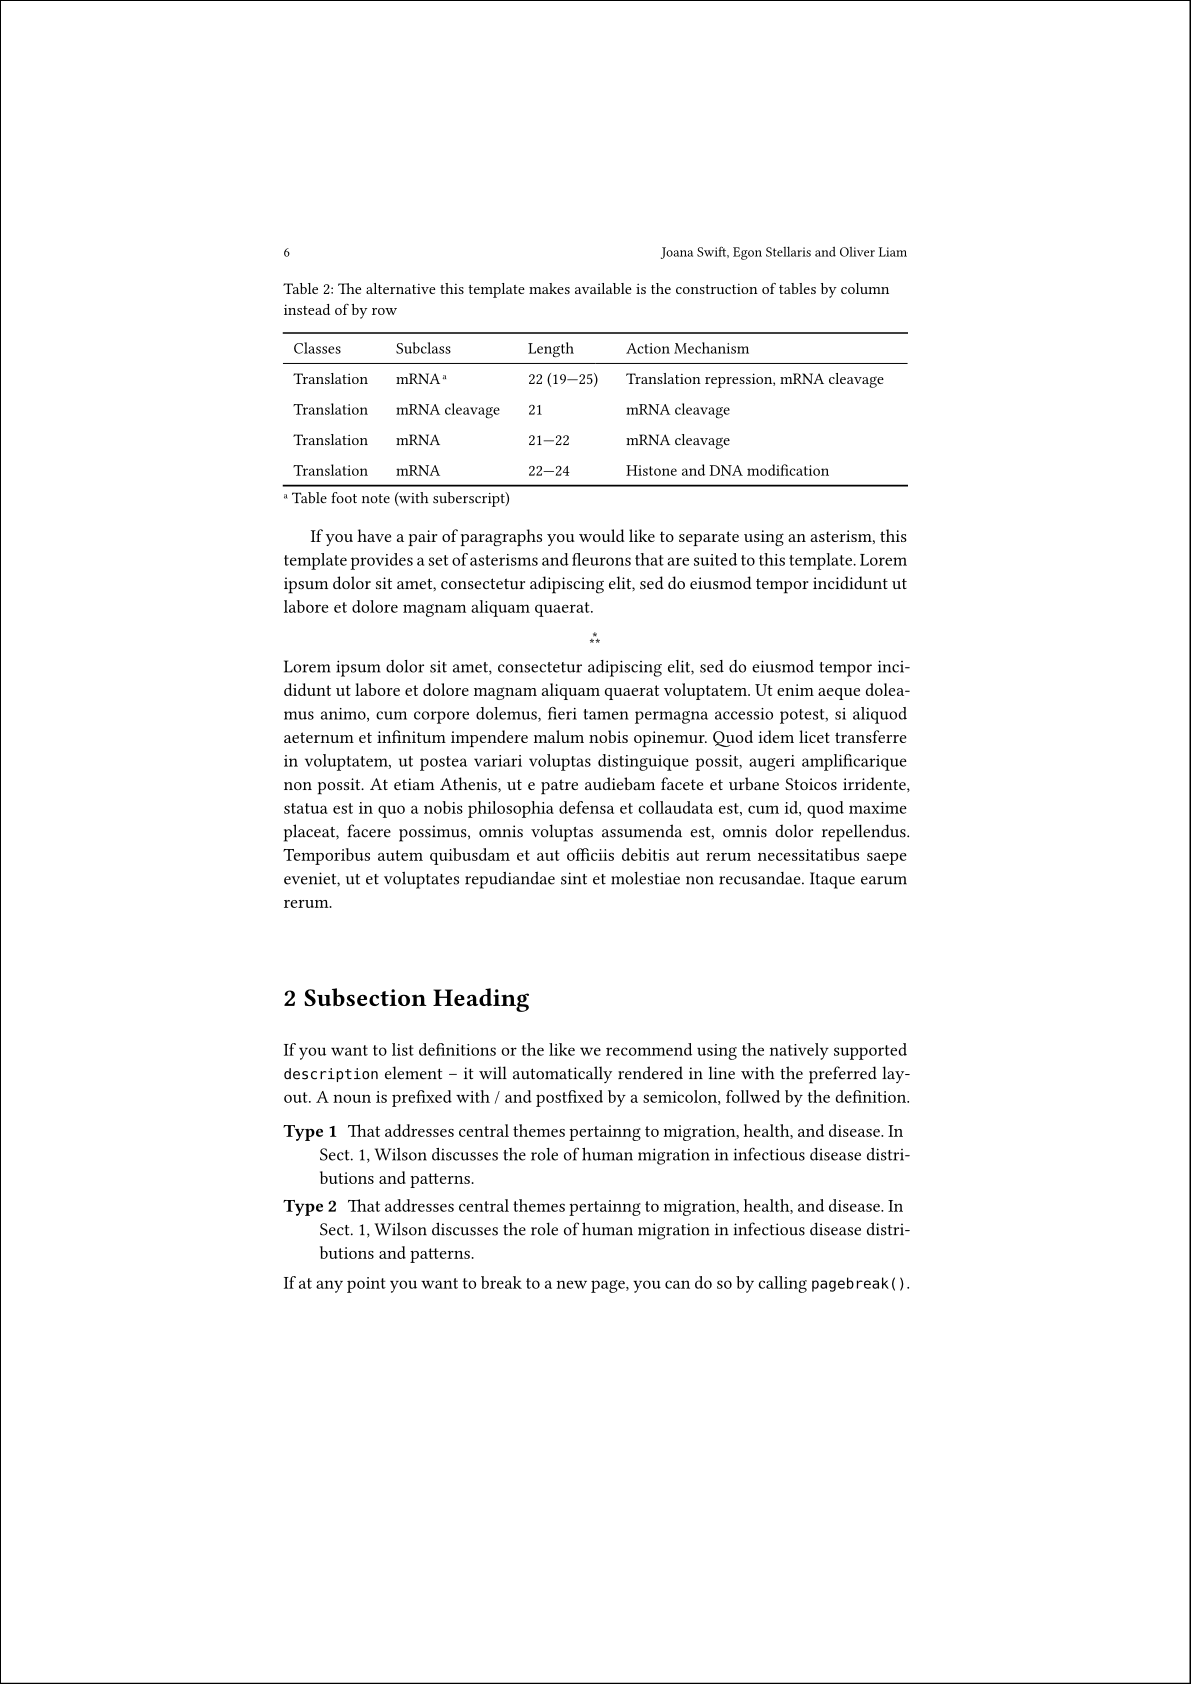 6 Joana Swift, Egon Stellaris and Oliver Liam
Table 2: The alternative this template makes available is the construction of tables by column
instead of by row
Classes Subclass Length Action Mechanism
Translation mRNA ᵃ 22 (19—25) Translation repression, mRNA cleavage
Translation mRNA cleavage 21 mRNA cleavage
Translation mRNA 21—22 mRNA cleavage
Translation mRNA 22—24 Histone and DNA modification
ᵃ Table foot note (with suberscript)
If you have a pair of paragraphs you would like to separate using an asterism, this
template provides a set of asterisms and fleurons that are suited to this template. Lorem
ipsum dolor sit amet, consectetur adipiscing elit, sed do eiusmod tempor incididunt ut
labore et dolore magnam aliquam quaerat.
⁂
Lorem ipsum dolor sit amet, consectetur adipiscing elit, sed do eiusmod tempor inci-
didunt ut labore et dolore magnam aliquam quaerat voluptatem. Ut enim aeque dolea-
mus animo, cum corpore dolemus, fieri tamen permagna accessio potest, si aliquod
aeternum et infinitum impendere malum nobis opinemur. Quod idem licet transferre
in voluptatem, ut postea variari voluptas distinguique possit, augeri amplificarique
non possit. At etiam Athenis, ut e patre audiebam facete et urbane Stoicos irridente,
statua est in quo a nobis philosophia defensa et collaudata est, cum id, quod maxime
placeat, facere possimus, omnis voluptas assumenda est, omnis dolor repellendus.
Temporibus autem quibusdam et aut officiis debitis aut rerum necessitatibus saepe
eveniet, ut et voluptates repudiandae sint et molestiae non recusandae. Itaque earum
rerum.
2 Subsection Heading
If you want to list definitions or the like we recommend using the natively supported
description element – it will automatically rendered in line with the preferred lay-
out. A noun is prefixed with / and postfixed by a semicolon, follwed by the definition.
Type 1 That addresses central themes pertainng to migration, health, and disease. In
Sect. 1, Wilson discusses the role of human migration in infectious disease distri-
butions and patterns.
Type 2 That addresses central themes pertainng to migration, health, and disease. In
Sect. 1, Wilson discusses the role of human migration in infectious disease distri-
butions and patterns.
If at any point you want to break to a new page, you can do so by calling pagebreak().